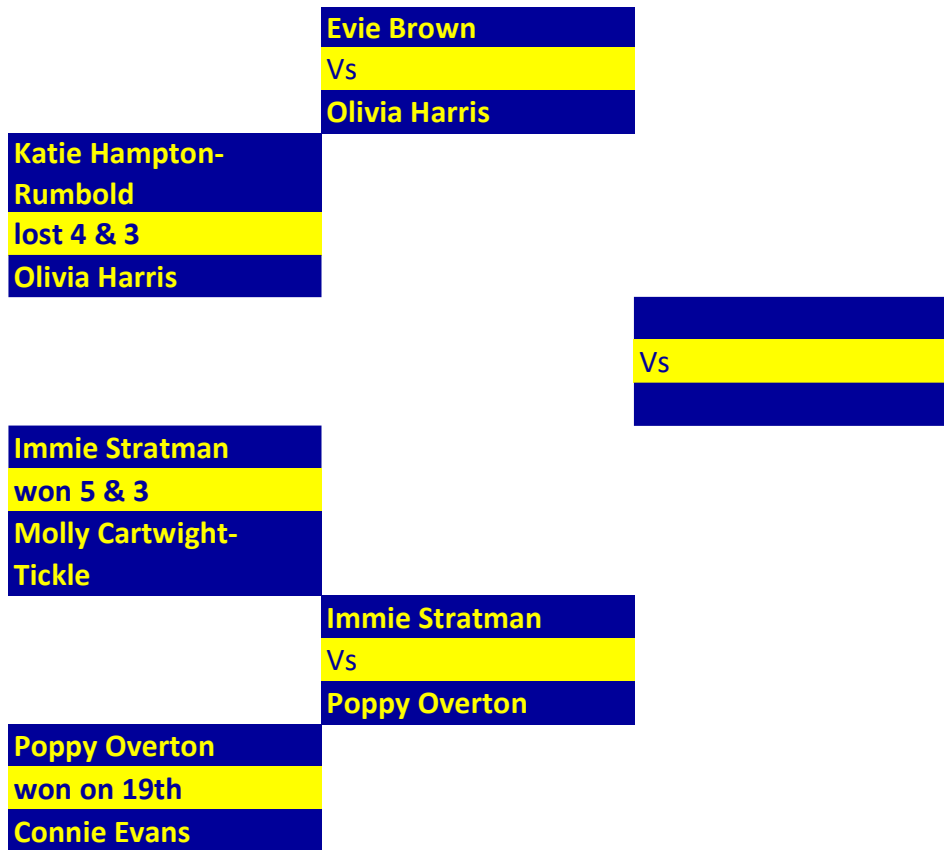 Evie Brown
Vs
Olivia Harris
Katie Hampton-
Rumbold
lost 4 & 3
Olivia Harris
Vs
Immie Stratman
won 5 & 3
Molly Cartwight-
Tickle
Immie Stratman
Vs
Poppy Overton
Poppy Overton
won on 19th
Connie Evans